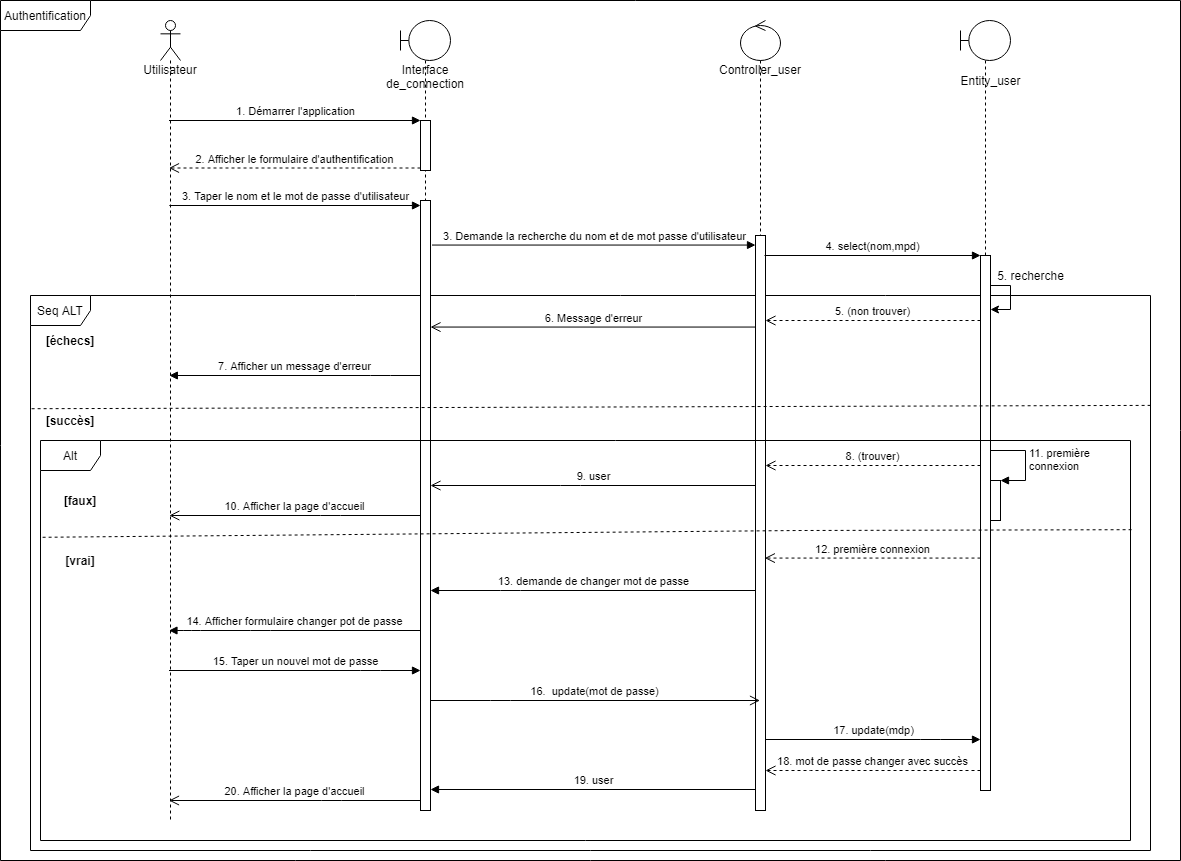 Authentification
Utilisateur
Interface
de_connection
Controller_user
Entity_user
1. Démarrer l'application
2. Afficher le formulaire d'authentification
3. Taper le nom et le mot de passe d'utilisateur
3. Demande la recherche du nom et de mot passe d'utilisateur
4. select(nom,mpd)
5. recherche
Seq ALT
5. (non trouver)
6. Message d'erreur
[échecs]
7. Afficher un message d'erreur
[succès]
Alt
8. (trouver)
11. première
connexion
9. user
[faux]
10. Afficher la page d'accueil
12. première connexion
[vrai]
13. demande de changer mot de passe
14. Afficher formulaire changer pot de passe
15. Taper un nouvel mot de passe
16. update(mot de passe)
17. update(mdp)
18. mot de passe changer avec succès
19. user
20. Afficher la page d'accueil